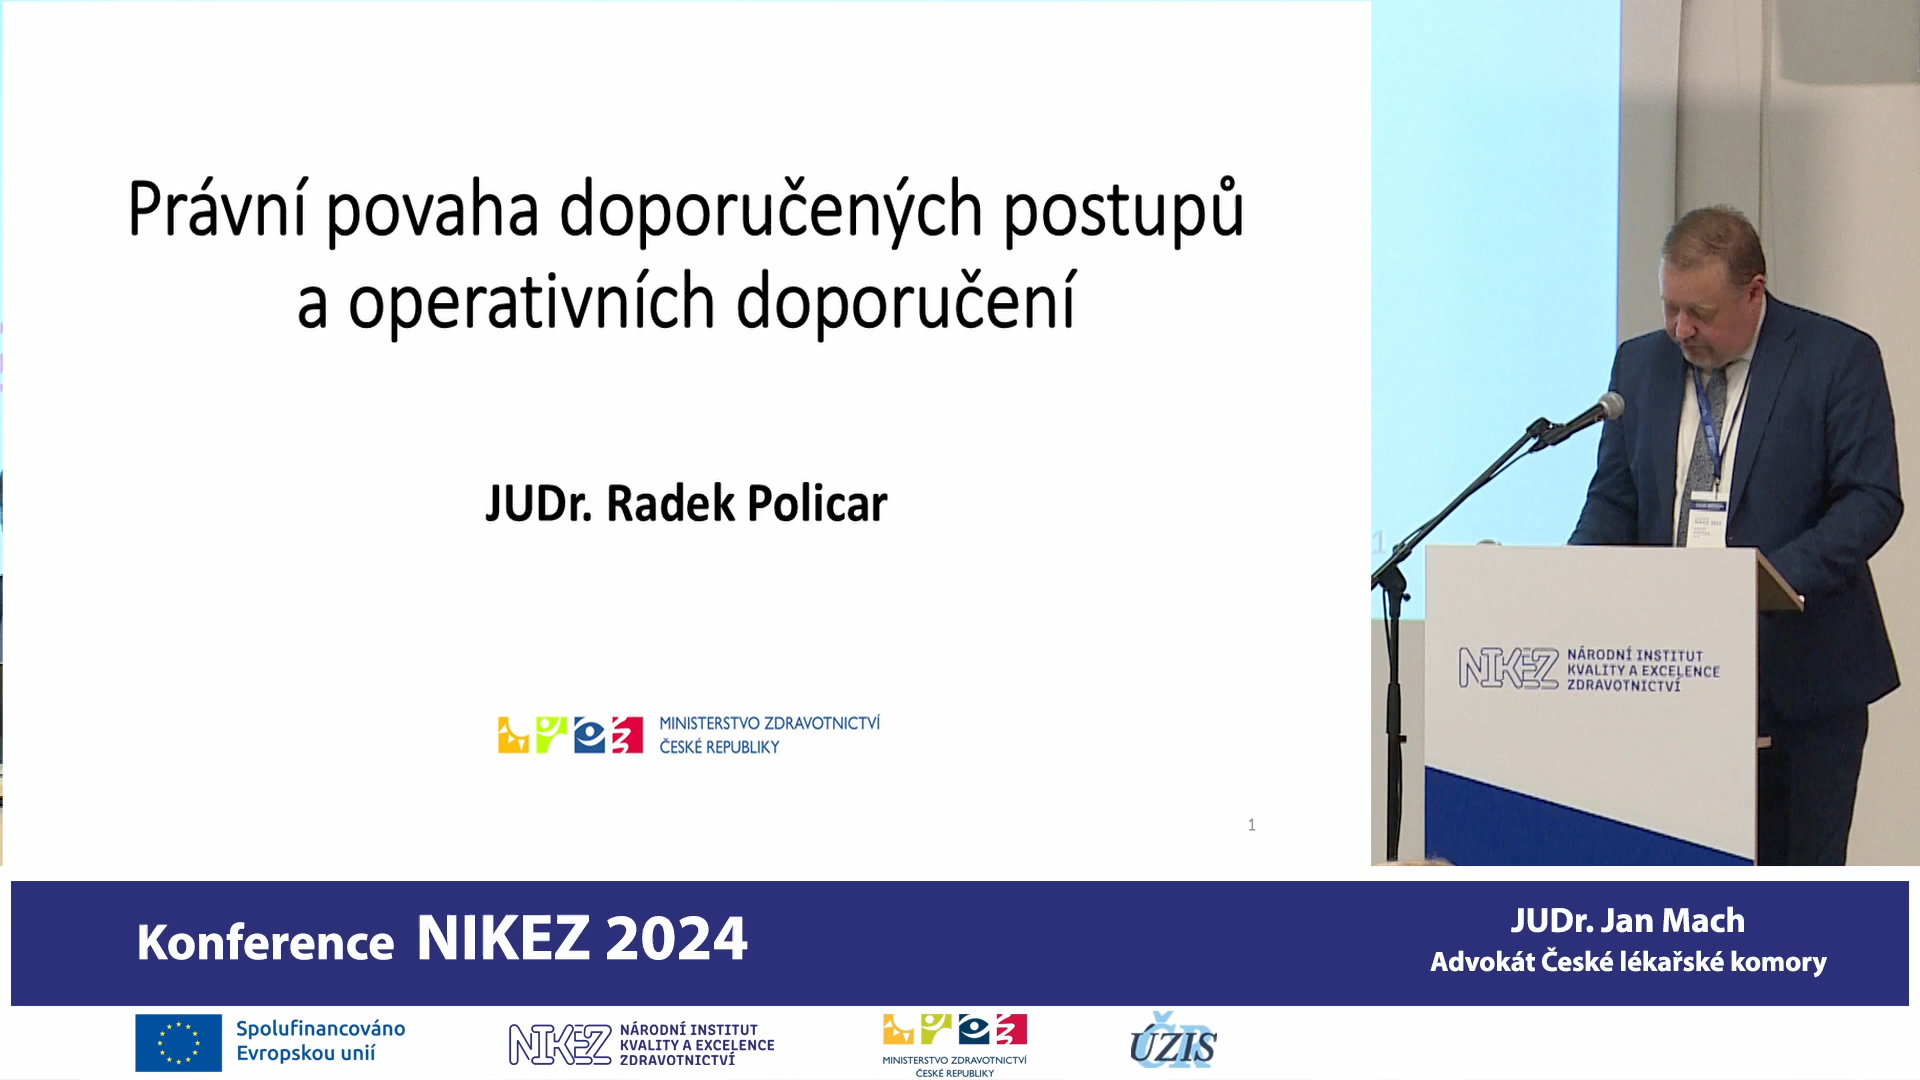 Právní povaha doporučených postupů
a operativních doporučení
JUDr. Radek Policar
MINISTERSTVO ZDRAVOTNICTVÍ
ČESKÉ REPUBLIKY
1
NIKEZ
NÁRODNÍ INSTITUT
KVALITY A EXCELENCE
ZDRAVOTNICTVÍ
Konference NIKEZ 2024
JUDr. Jan Mach
Advokát České lékařské komory
Spolufinancováno
Evropskou unií
NIKEZ
NÁRODNÍ INSTITUT
KVALITY A EXCELENCE
ZDRAVOTNICTVÍ
MINISTERSTVO ZDRAVOTNICTVÍ
ČESKÉ REPUBLIKY
ÚZIS ČR